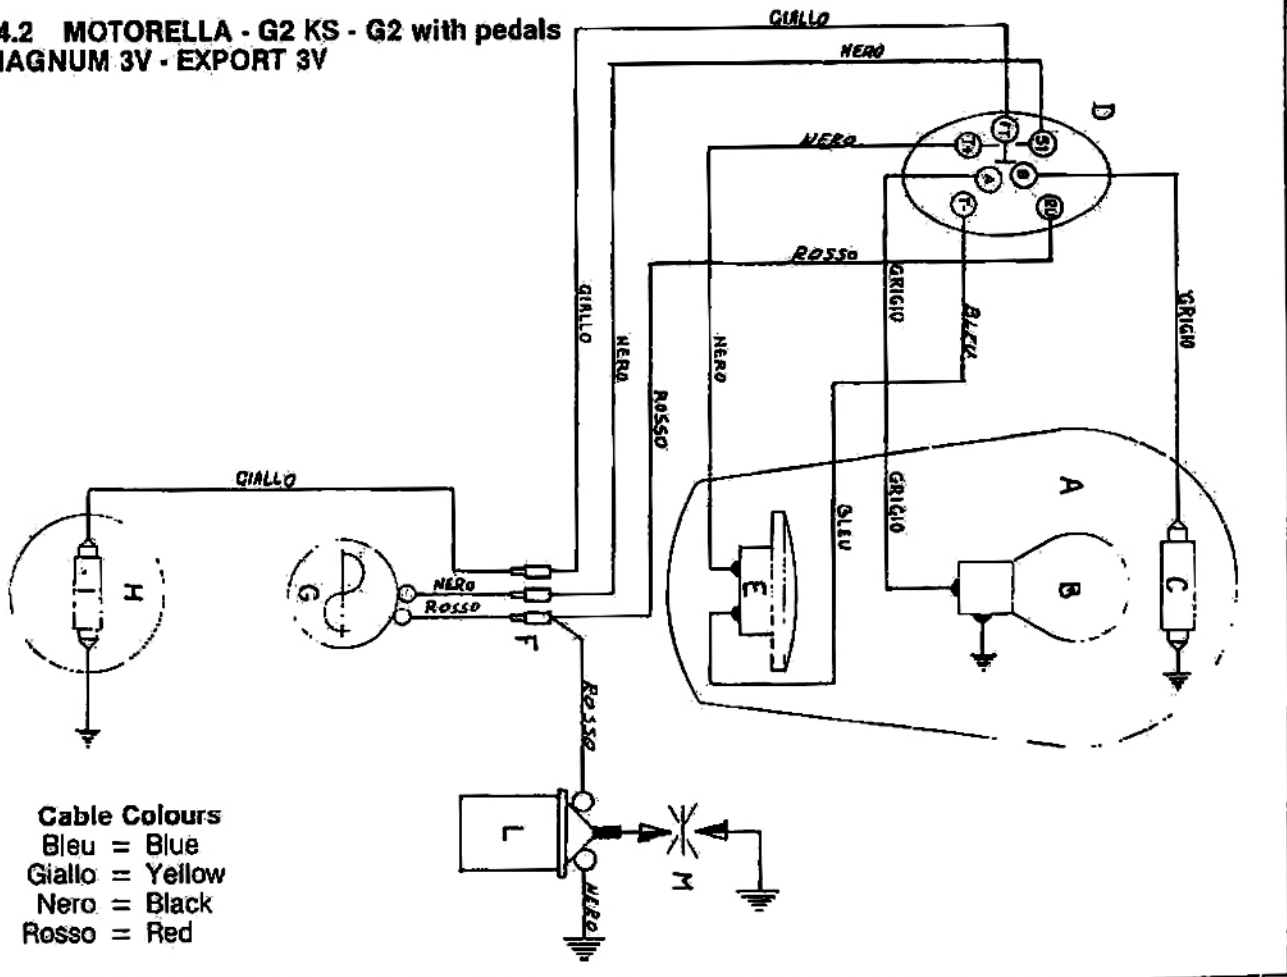 4.2 MOTORELLA - G2 KS - G2 with pedals
MAGNUM 3V - EXPORT 3V
GIALLO
NERO
D
NERO
T+
TT
51
A
B
T-
RU
ROSSO
GRIGIO
BLEU
GRIGIO
GIALLO
NERO
NERO
ROSSO
GIALLO
A
GRIGIO
BLEU
H
G
NERO
ROSSO
F
E
B
C
ROSSO
L
M
NERO
Cable Colours
Bleu = Blue
Giallo = Yellow
Nero = Black
Rosso = Red